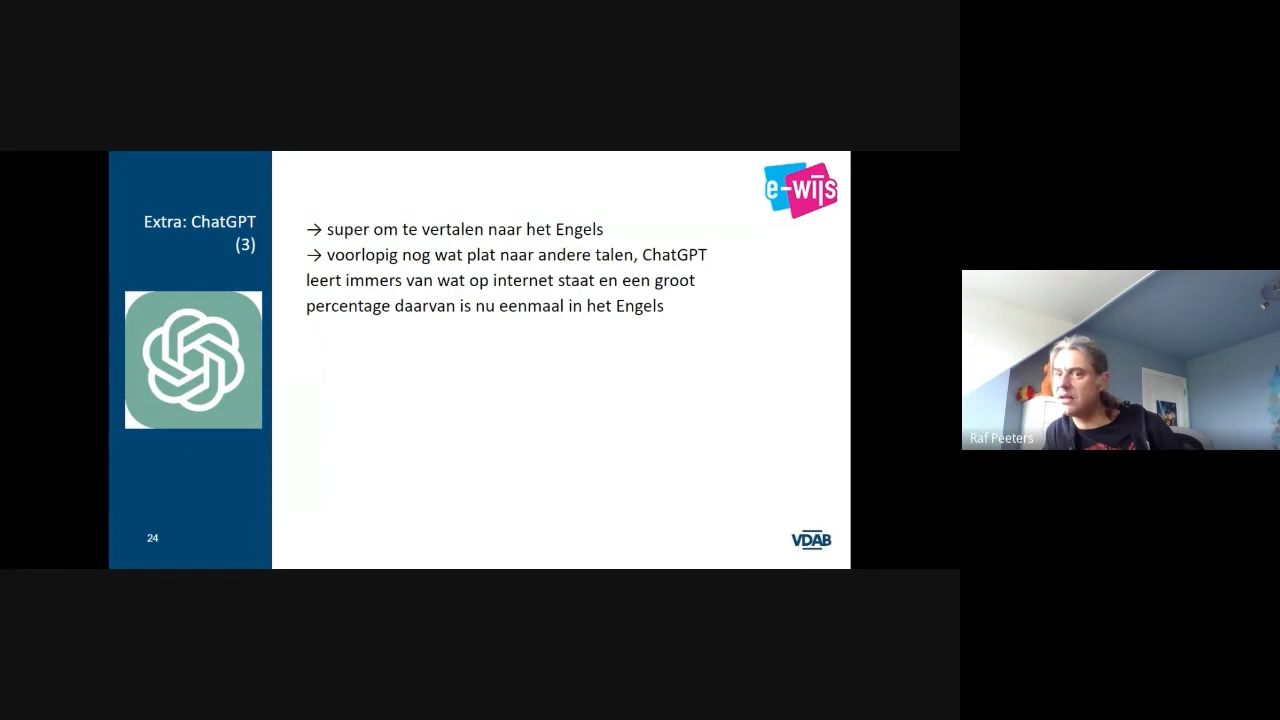 Extra: ChatGPT
(3)
e-wijs
→ super om te vertalen naar het Engels
→ voorlopig nog wat plat naar andere talen, ChatGPT
leert immers van wat op internet staat en een groot
percentage daarvan is nu eenmaal in het Engels
24
VDAB
Raf Peeters